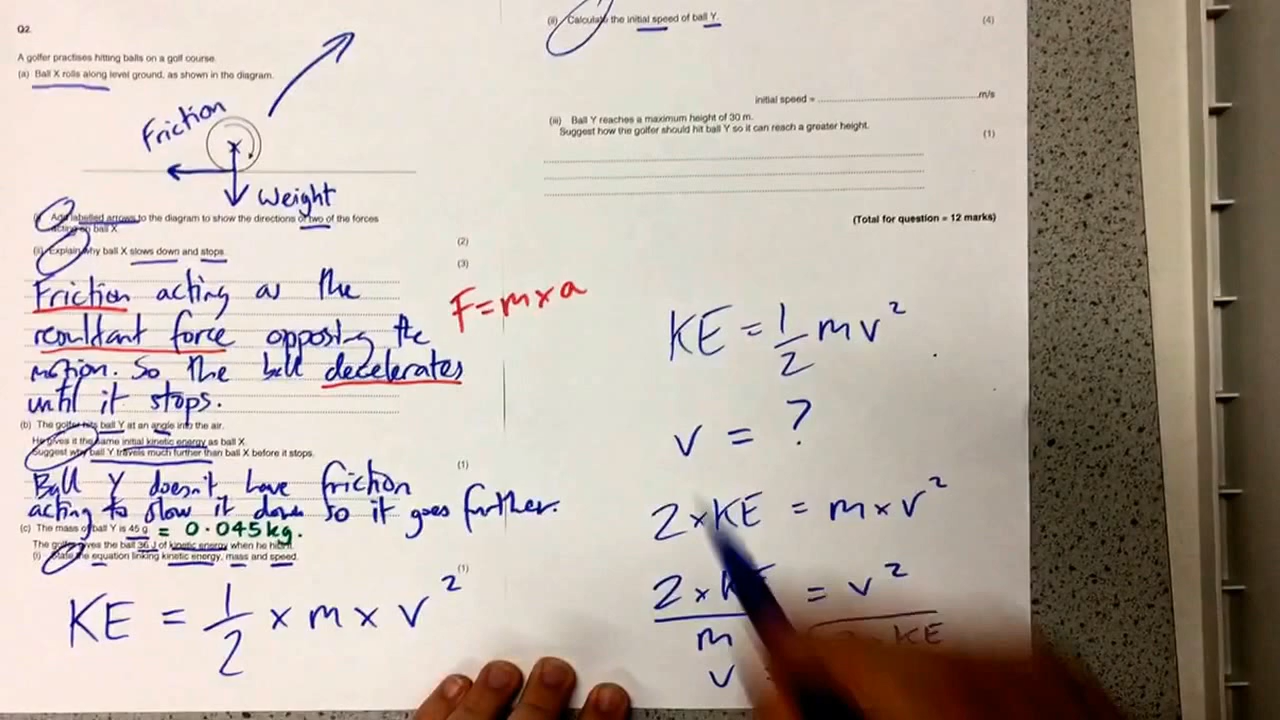 Q2.
A golfer practises hitting balls on a golf course.
(a) Ball X rolls along level ground, as shown in the diagram.
Friction
x
Weight
(i) Add labelled arrows to the diagram to show the directions of two of the forces
acting on ball X.
(2)
(ii) Explain why ball X slows down and stops.
(3)
Friction acting as the
resultant force opposing the
motion. So the ball decelerates
until it stops.
F = m x a
(b) The golfer hits ball Y at an angle into the air.
He gives it the same initial kinetic energy as ball X.
Suggest why ball Y travels much further than ball X before it stops.
(1)
Ball Y doesn't have friction
acting to slow it down so it goes further.
(c) The mass of ball Y is 45 g = 0.045kg.
The golfer gives the ball 36 J of kinetic energy when he hits it.
(i) State the equation linking kinetic energy, mass and speed.
(1)
KE = 1/2 x m x v²
(ii) Calculate the initial speed of ball Y.
(4)
initial speed = ........ m/s
(iii) Ball Y reaches a maximum height of 30 m.
Suggest how the golfer should hit ball Y so it can reach a greater height.
(1)
(Total for question = 12 marks)
KE = 1/2 mv²
v = ?
2 x KE = m x v²
2 x KE / m = v²
v KE